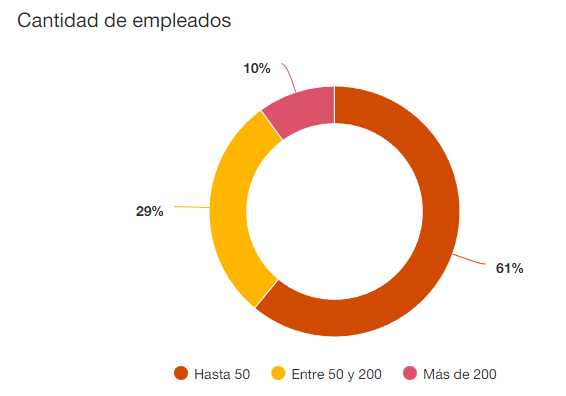 Cantidad de empleados
10%
29%
61%
Hasta 50
Entre 50 y 200
Más de 200